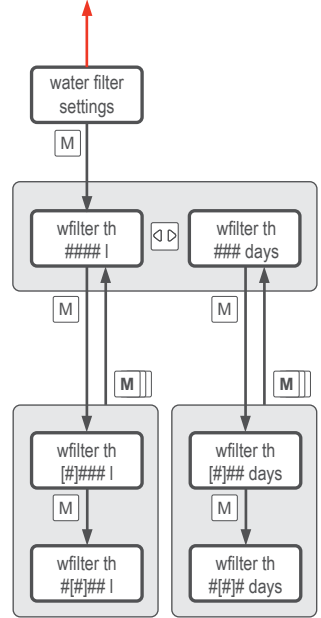 water filter
settings
M
wfilter th
#### l
wfilter th
### days
M
M
M
M
wfilter th
[#]### l
wfilter th
[#]## days
M
M
wfilter th
#[#]## l
wfilter th
#[#]# days